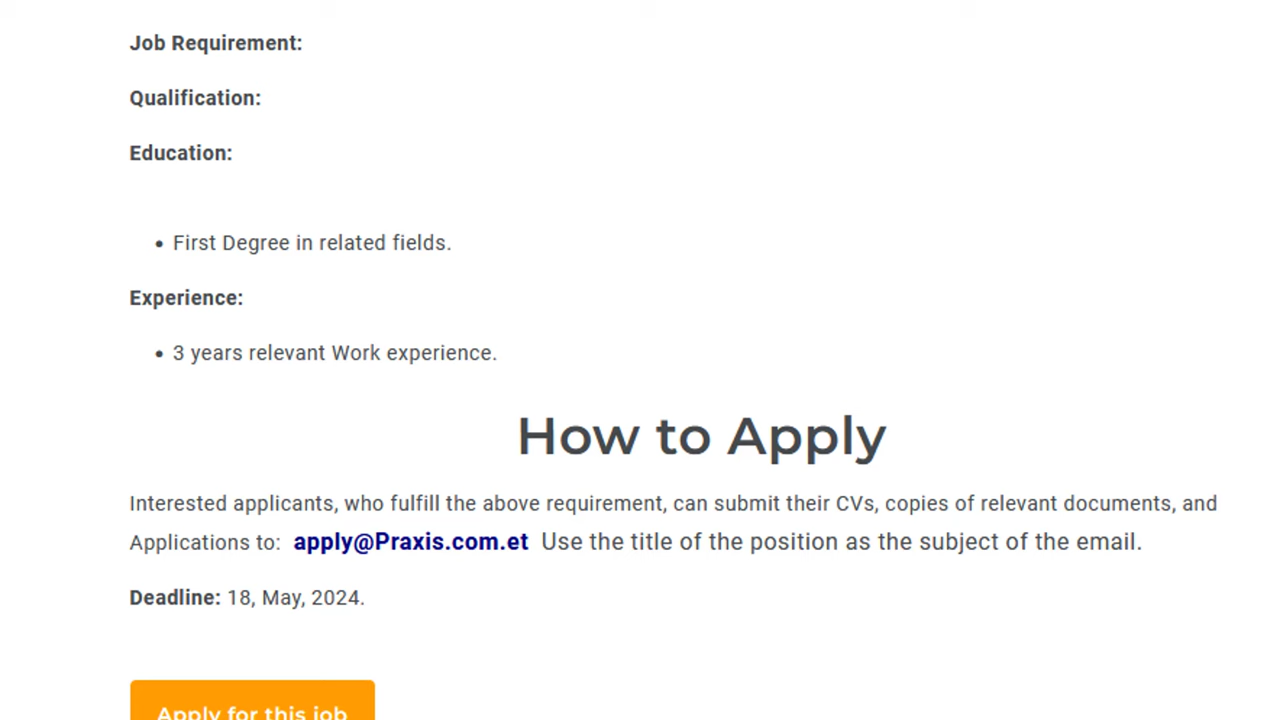 Job Requirement:
Qualification:
Education:
• First Degree in related fields.
Experience:
• 3 years relevant Work experience.
How to Apply
Interested applicants, who fulfill the above requirement, can submit their CVs, copies of relevant documents, and
Applications to: apply@Praxis.com.et Use the title of the position as the subject of the email.
Deadline: 18, May, 2024.
Apply for this job